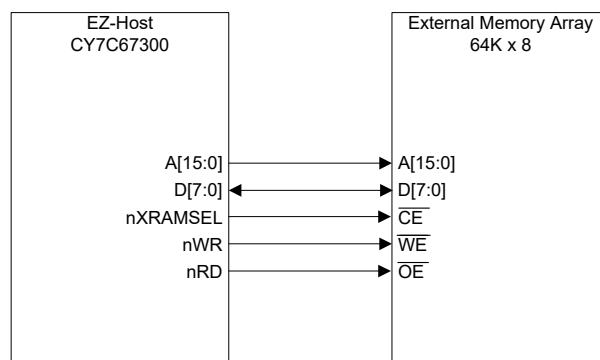 EZ-Host
CY7C67300
External Memory Array
64K x 8
A[15:0]
A[15:0]
D[7:0]
D[7:0]
nXRAMSEL
CE
nWR
WE
nRD
OE